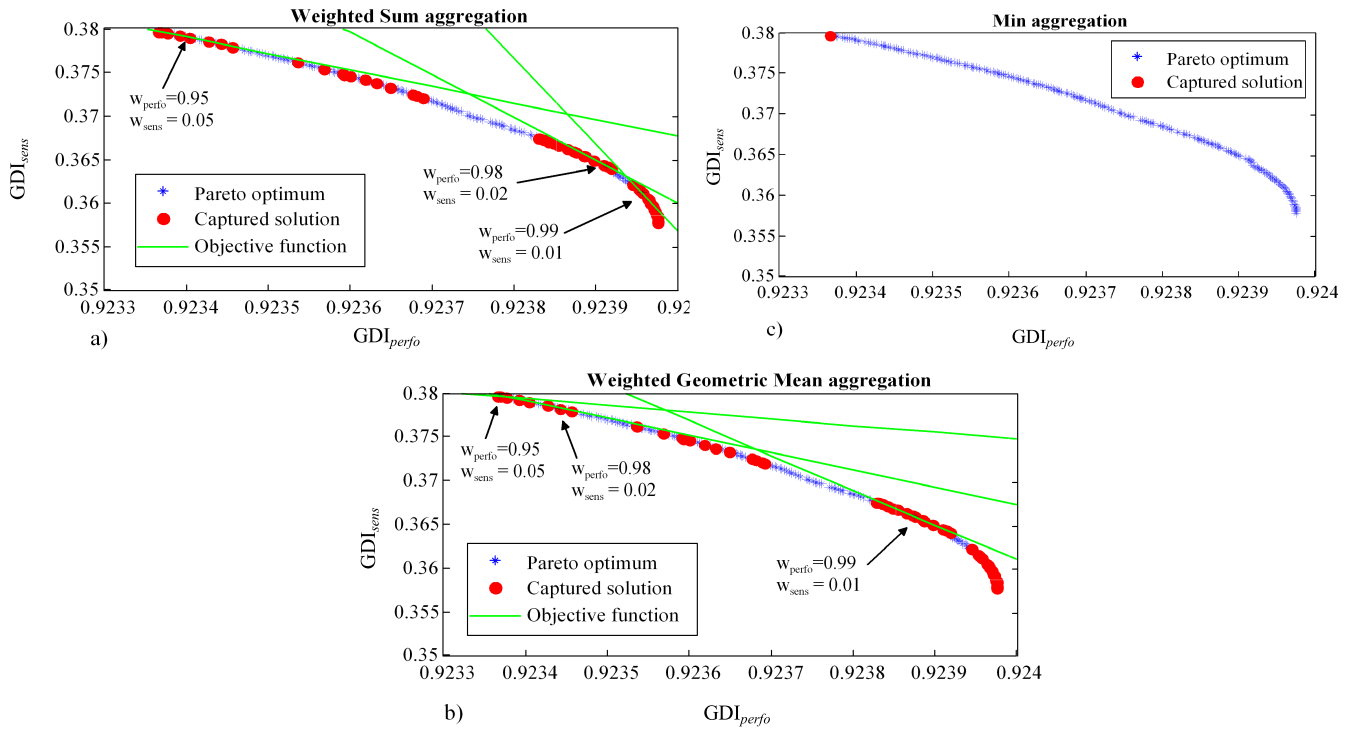 Weighted Sum aggregation
0.38
0.375
0.37
0.365
0.36
0.355
0.35
GDIsens
wperfo=0.95
wsens = 0.05
wperfo=0.98
wsens = 0.02
wperfo=0.99
wsens = 0.01
Pareto optimum
Captured solution
Objective function
0.9233 0.9234 0.9235 0.9236 0.9237 0.9238 0.9239 0.92
GDIperfo
a)
Min aggregation
0.38
0.375
0.37
0.365
0.36
0.355
0.35
GDIsens
Pareto optimum
Captured solution
0.9233 0.9234 0.9235 0.9236 0.9237 0.9238 0.9239 0.924
GDIperfo
c)
Weighted Geometric Mean aggregation
0.38
0.375
0.37
0.365
0.36
0.355
0.35
GDIsens
wperfo=0.95
wsens = 0.05
wperfo=0.98
wsens = 0.02
wperfo=0.99
wsens = 0.01
Pareto optimum
Captured solution
Objective function
0.9233 0.9234 0.9235 0.9236 0.9237 0.9238 0.9239 0.924
GDIperfo
b)